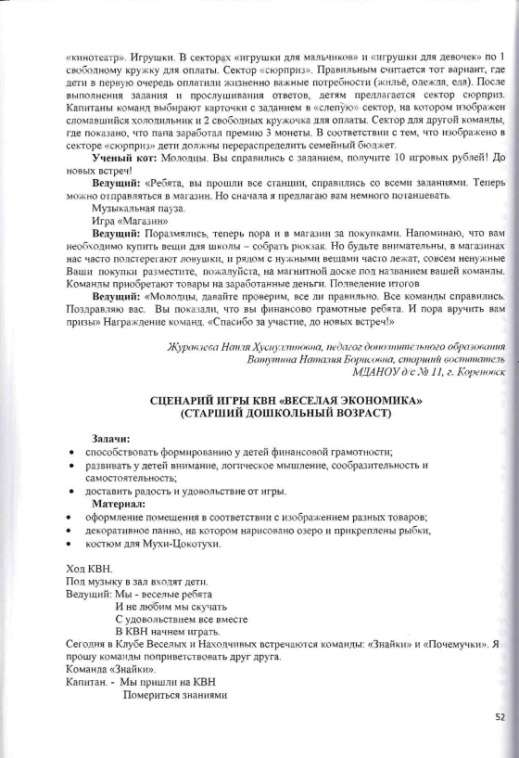 «кинотеатр». Игрушки. В секторах «игрушки для мальчиков» и «игрушки для девочек» по 1
свободному кружку для оплаты. Сектор «сюрприз». Правильным считается тот вариант, где
дети в первую очередь оплатили жизненно важные потребности (жильё, одежда, еда). После
выполнения задания и прослушивания ответов, детям предлагается сектор сюрприз.
Капитаны команд выбирают карточки с заданием в «слепую» сектор, на котором изображен
сломавшийся холодильник и 2 свободных кружочка для оплаты. Сектор для другой команды,
где показано, что папа заработал премию 3 монеты. В соответствии с тем, что изображено в
секторе «сюрприз» дети должны перераспределить семейный бюджет.
Ученый кот: Молодцы. Вы справились с заданием, получите 10 игровых рублей! До
новых встреч!
Ведущий: «Ребята, вы прошли все станции, справились со всеми заданиями. Теперь
можно отправляться в магазин. Но сначала я предлагаю вам немного потанцевать.
Музыкальная пауза.
Игра «Магазин»
Ведущий: Поразмялись, теперь пора и в магазин за покупками. Напоминаю, что вам
необходимо купить вещи для школы – собрать рюкзак. Но будьте внимательны, в магазинах
нас часто подстерегают ловушки, и рядом с нужными вещами часто лежат, совсем ненужные
Ваши покупки разместите, пожалуйста, на магнитной доске под названием вашей команды.
Команды приобретают товары на заработанные деньги. Подведение итогов
Ведущий: «Молодцы, давайте проверим, все ли правильно. Все команды справились.
Поздравляю вас. Вы показали, что вы финансово грамотные ребята. И пора вручить вам
призы» Награждение команд. «Спасибо за участие, до новых встреч!»
Журавлева Наиля Хуснуллиновна, педагог дополнительного образования
Ватутина Наталия Борисовна, старший воспитатель
МДАНОУ д/с № 11, г. Кореновск
СЦЕНАРИЙ ИГРЫ КВН «ВЕСЕЛАЯ ЭКОНОМИКА»
(СТАРШИЙ ДОШКОЛЬНЫЙ ВОЗРАСТ)
Задачи:
• способствовать формированию у детей финансовой грамотности;
• развивать у детей внимание, логическое мышление, сообразительность и
самостоятельность;
• доставить радость и удовольствие от игры.
Материал:
• оформление помещения в соответствии с изображением разных товаров;
• декоративное панно, на котором нарисовано озеро и прикреплены рыбки,
• костюм для Мухи-Цокотухи.
Ход КВН.
Под музыку в зал входят дети.
Ведущий: Мы - веселые ребята
И не любим мы скучать
С удовольствием все вместе
В КВН начнем играть.
Сегодня в Клубе Веселых и Находчивых встречаются команды: «Знайки» и «Почемучки». Я
прошу команды поприветствовать друг друга.
Команда «Знайки».
Капитан. - Мы пришли на КВН
Помериться знаниями
52